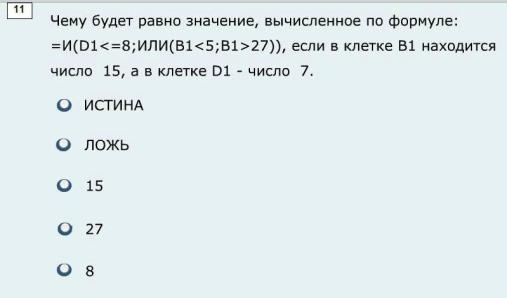 11
Чему будет равно значение, вычисленное по формуле:
=И(D1<=8;ИЛИ(B1<5;B1>27)), если в клетке B1 находится
число 15, а в клетке D1 - число 7.
ИСТИНА
ЛОЖЬ
15
27
8